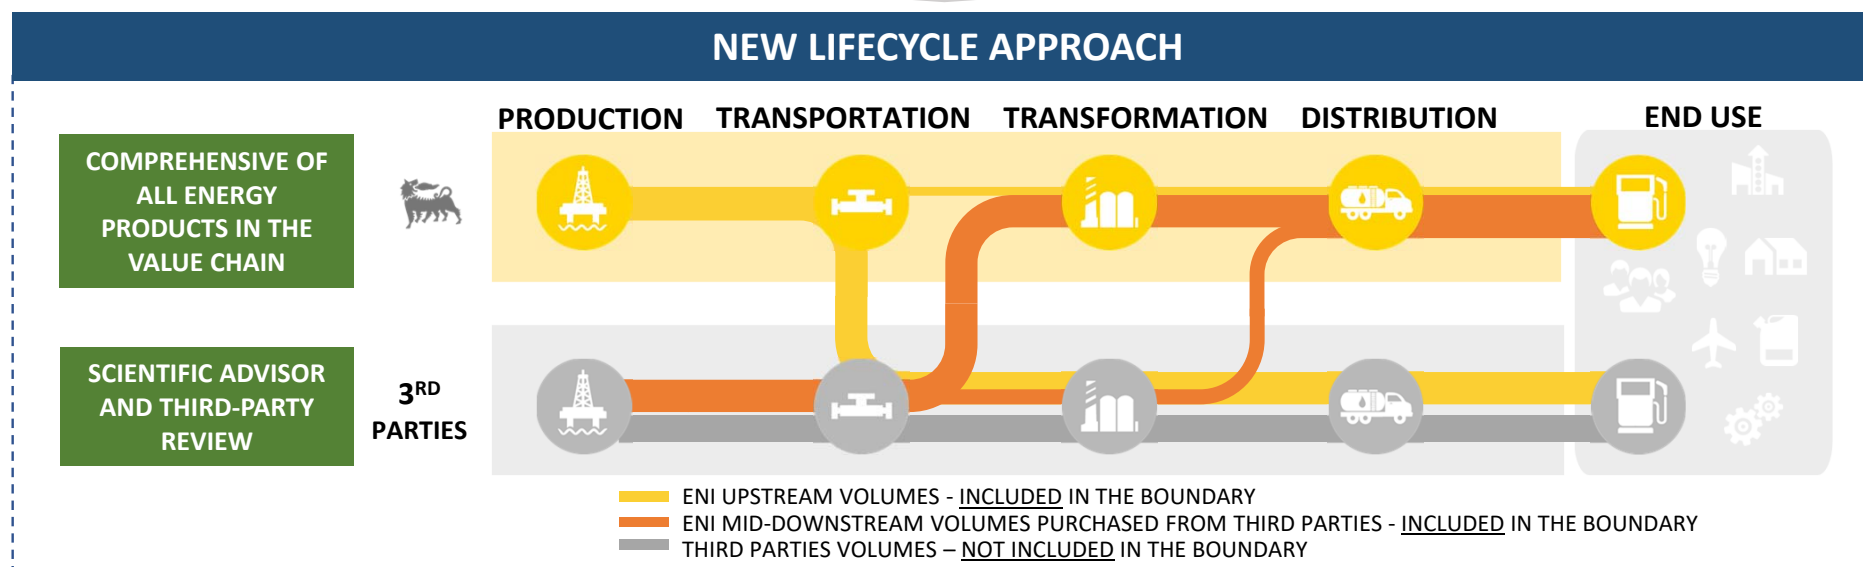 NEW LIFECYCLE APPROACH
PRODUCTION TRANSPORTATION TRANSFORMATION DISTRIBUTION END USE
COMPREHENSIVE OF
ALL ENERGY
PRODUCTS IN THE
VALUE CHAIN
SCIENTIFIC ADVISOR
AND THIRD-PARTY
REVIEW
3RD
PARTIES
ENI UPSTREAM VOLUMES - INCLUDED IN THE BOUNDARY
ENI MID-DOWNSTREAM VOLUMES PURCHASED FROM THIRD PARTIES - INCLUDED IN THE BOUNDARY
THIRD PARTIES VOLUMES – NOT INCLUDED IN THE BOUNDARY